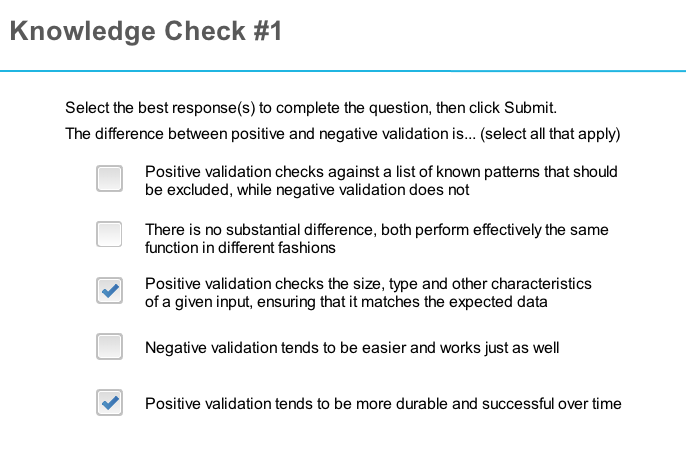 Knowledge Check #1
Select the best response(s) to complete the question, then click Submit.
The difference between positive and negative validation is... (select all that apply)
Positive validation checks against a list of known patterns that should
be excluded, while negative validation does not
There is no substantial difference, both perform effectively the same
function in different fashions
Positive validation checks the size, type and other characteristics
of a given input, ensuring that it matches the expected data
Negative validation tends to be easier and works just as well
Positive validation tends to be more durable and successful over time